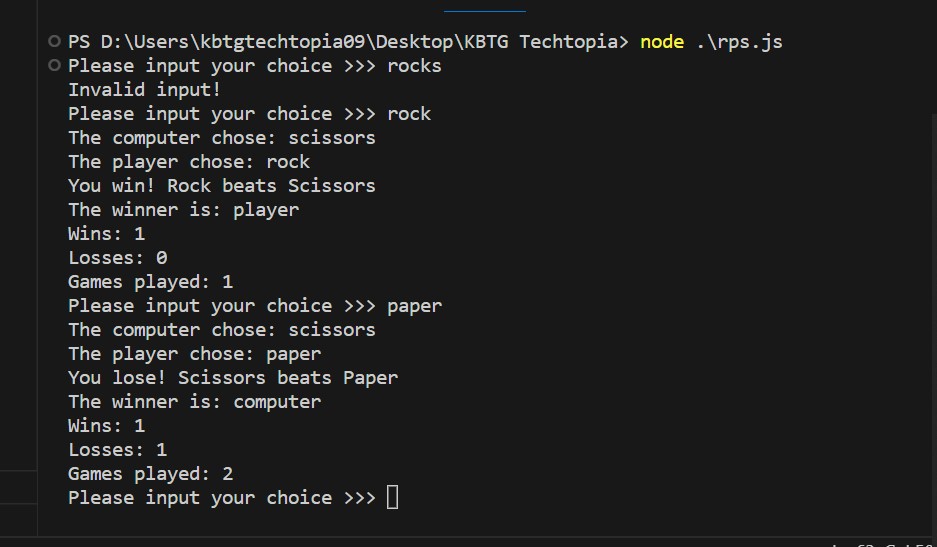 PS D:\Users\kbtgtechtopia09\Desktop\KBTG Techtopia> node .\rps.js
Please input your choice >>> rocks
Invalid input!
Please input your choice >>> rock
The computer chose: scissors
The player chose: rock
You win! Rock beats Scissors
The winner is: player
Wins: 1
Losses: 0
Games played: 1
Please input your choice >>> paper
The computer chose: scissors
The player chose: paper
You lose! Scissors beats Paper
The winner is: computer
Wins: 1
Losses: 1
Games played: 2
Please input your choice >>>